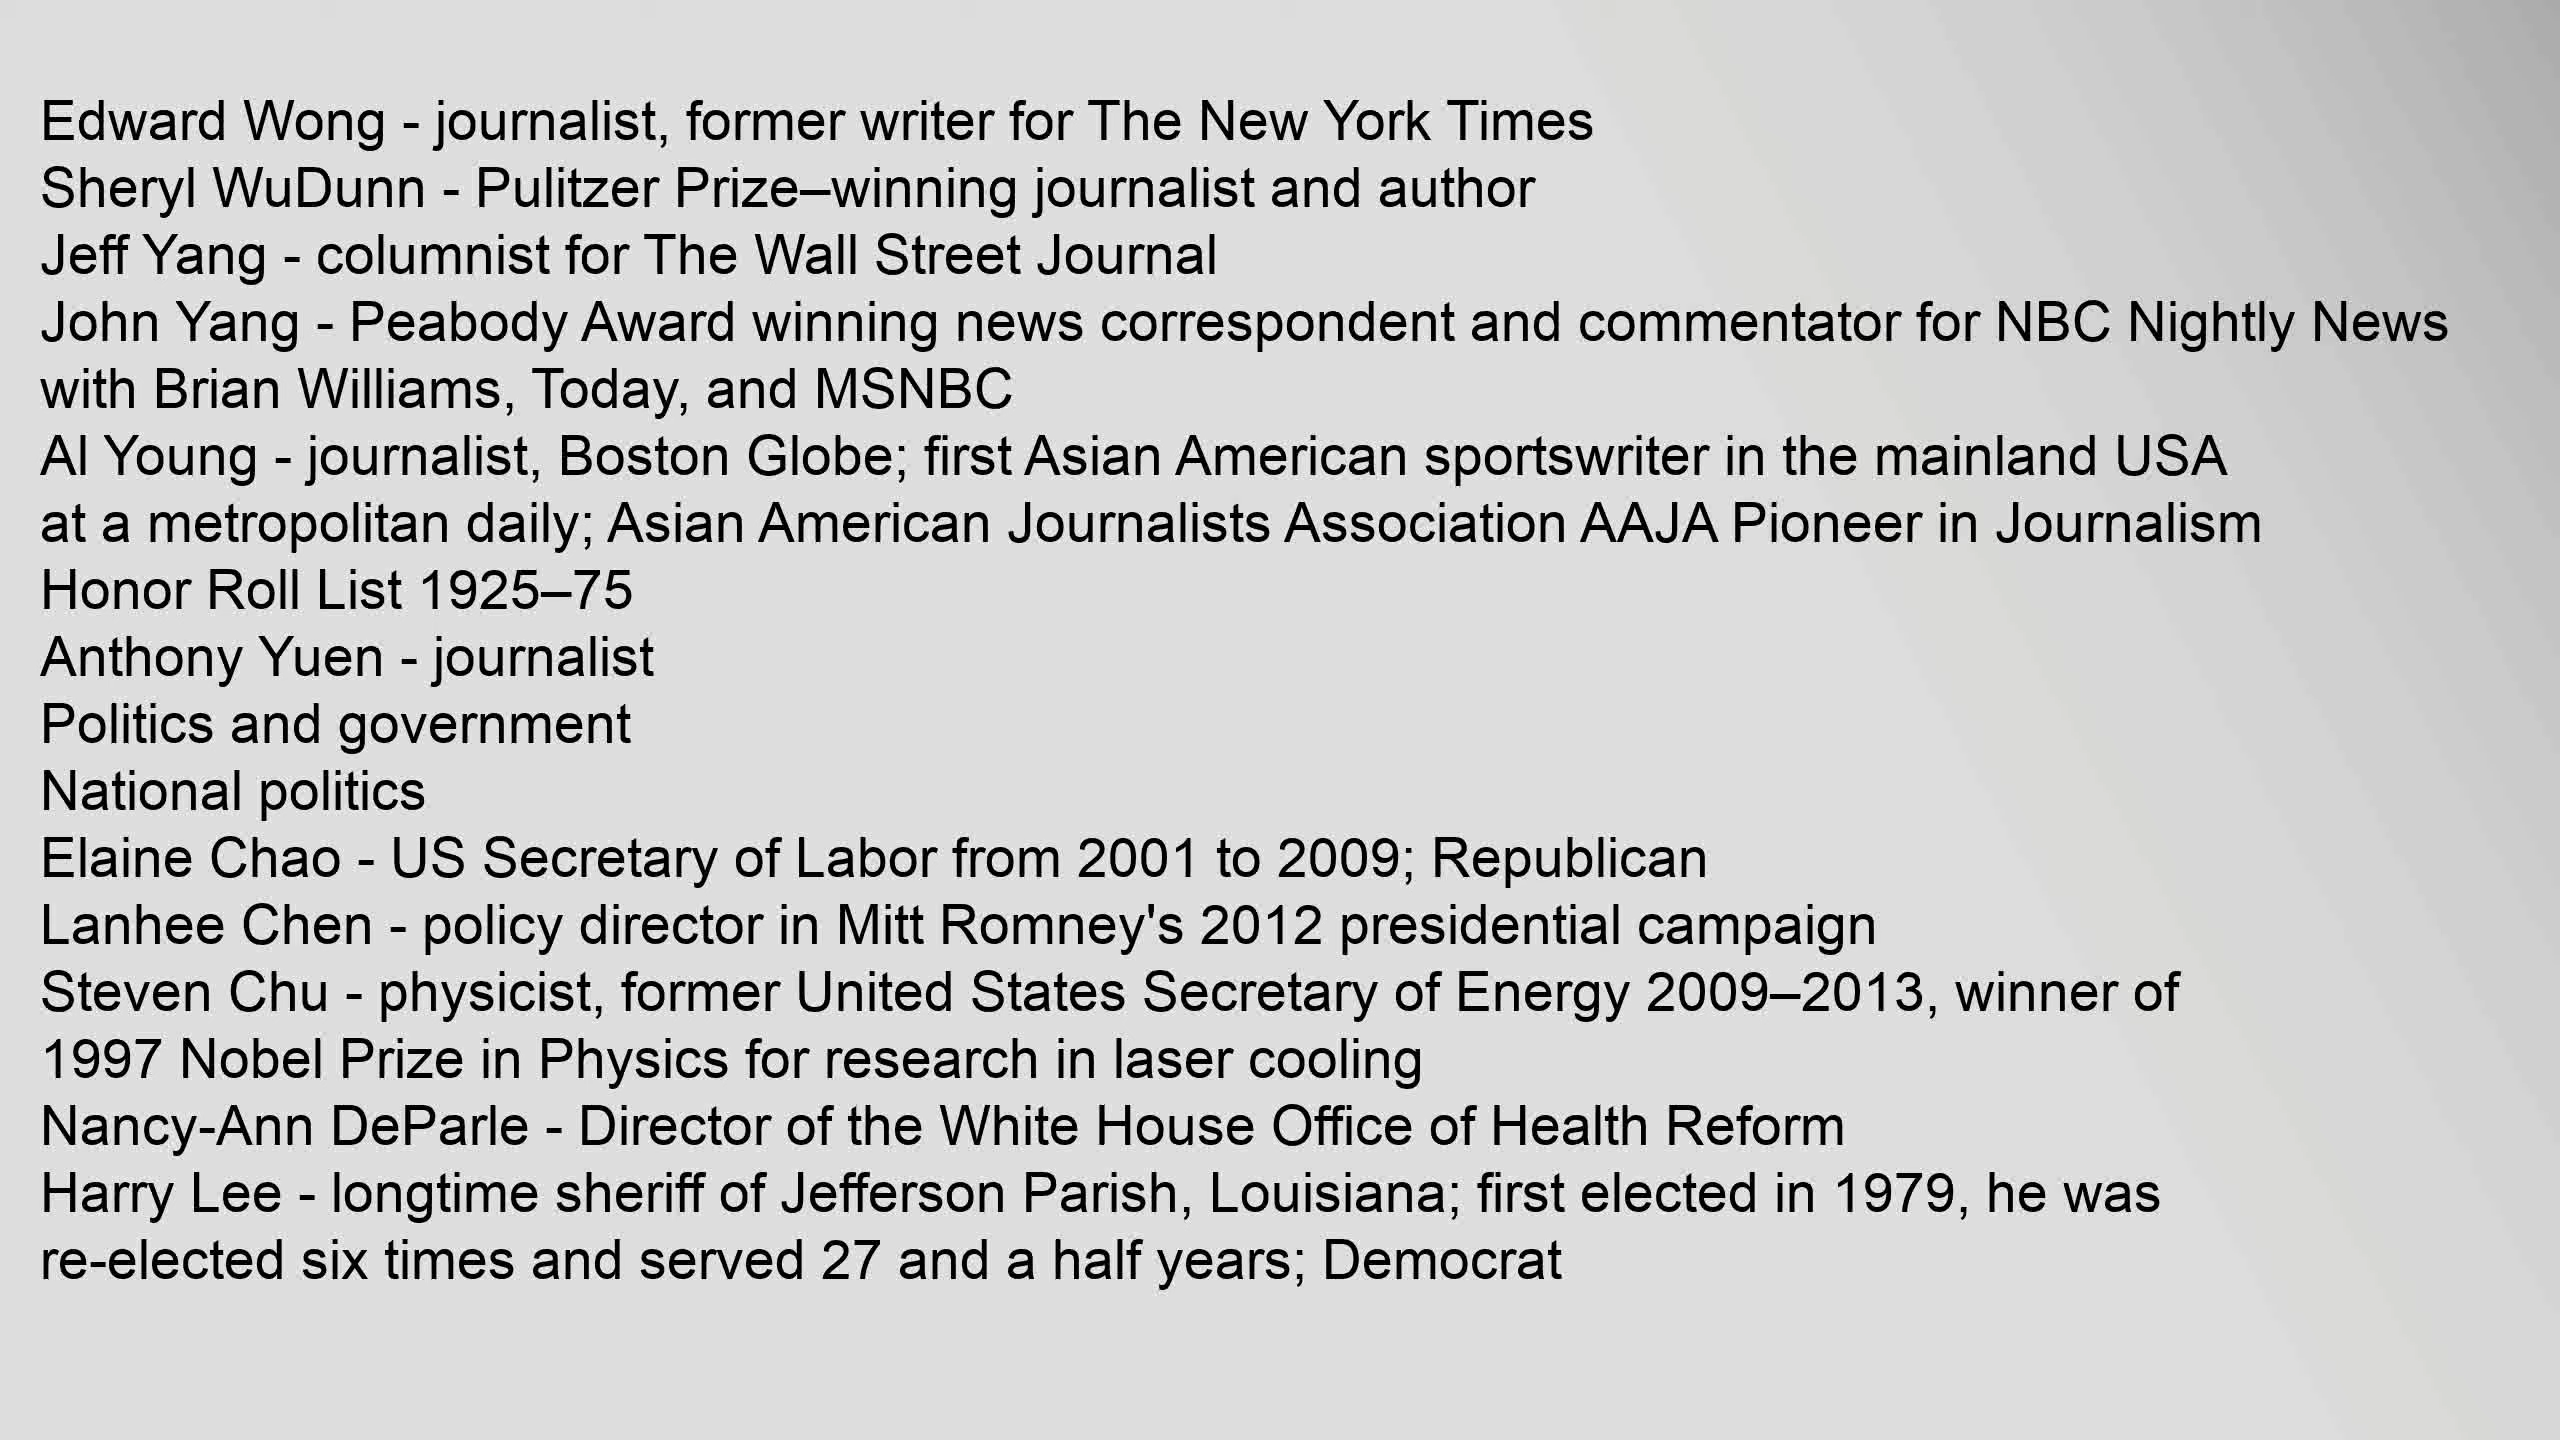 Edward Wong - journalist, former writer for The New York Times
Sheryl WuDunn - Pulitzer Prize–winning journalist and author
Jeff Yang - columnist for The Wall Street Journal
John Yang - Peabody Award winning news correspondent and commentator for NBC Nightly News
with Brian Williams, Today, and MSNBC
Al Young - journalist, Boston Globe; first Asian American sportswriter in the mainland USA
at a metropolitan daily; Asian American Journalists Association AAJA Pioneer in Journalism
Honor Roll List 1925–75
Anthony Yuen - journalist
Politics and government
National politics
Elaine Chao - US Secretary of Labor from 2001 to 2009; Republican
Lanhee Chen - policy director in Mitt Romney's 2012 presidential campaign
Steven Chu - physicist, former United States Secretary of Energy 2009–2013, winner of
1997 Nobel Prize in Physics for research in laser cooling
Nancy-Ann DeParle - Director of the White House Office of Health Reform
Harry Lee - longtime sheriff of Jefferson Parish, Louisiana; first elected in 1979, he was
re-elected six times and served 27 and a half years; Democrat